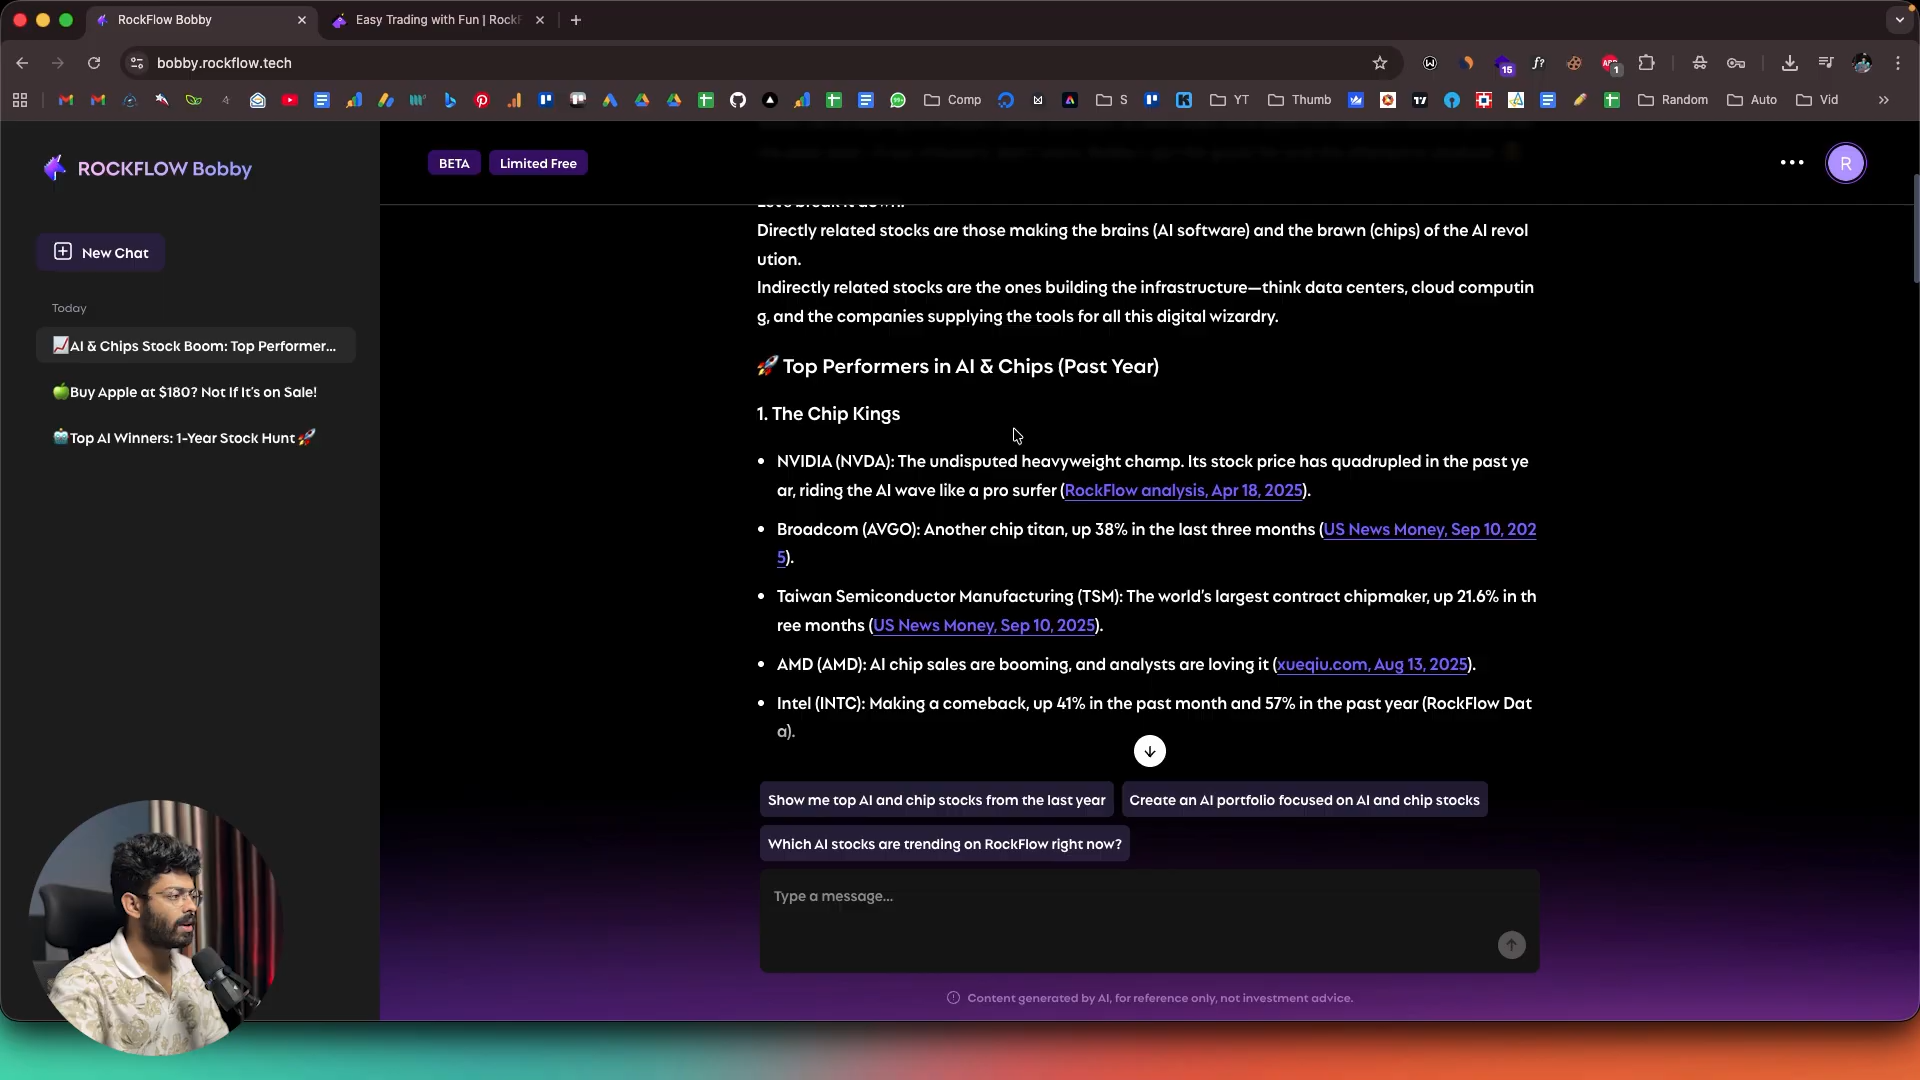 RockFlow Bobby
Easy Trading with Fun | RockF
bobby.rockflow.tech
15
f?
1
Comp
S
YT
Thumb
Random
Auto
Vid
ROCKFLOW Bobby
BETA
Limited Free
R
New Chat
Today
📈AI & Chips Stock Boom: Top Performer...
🍏Buy Apple at $180? Not If It's on Sale!
🤖Top AI Winners: 1-Year Stock Hunt🚀
Let's break it down.
Directly related stocks are those making the brains (AI software) and the brawn (chips) of the AI revol
ution.
Indirectly related stocks are the ones building the infrastructure—think data centers, cloud computin
g, and the companies supplying the tools for all this digital wizardry.
🚀 Top Performers in AI & Chips (Past Year)
1. The Chip Kings
• NVIDIA (NVDA): The undisputed heavyweight champ. Its stock price has quadrupled in the past ye
ar, riding the AI wave like a pro surfer (RockFlow analysis, Apr 18, 2025).
• Broadcom (AVGO): Another chip titan, up 38% in the last three months (US News Money, Sep 10, 202
5).
• Taiwan Semiconductor Manufacturing (TSM): The world's largest contract chipmaker, up 21.6% in th
ree months (US News Money, Sep 10, 2025).
• AMD (AMD): AI chip sales are booming, and analysts are loving it (xueqiu.com, Aug 13, 2025).
• Intel (INTC): Making a comeback, up 41% in the past month and 57% in the past year (RockFlow Dat
a).
Show me top AI and chip stocks from the last year
Create an AI portfolio focused on AI and chip stocks
Which AI stocks are trending on RockFlow right now?
Type a message...
Content generated by AI, for reference only, not investment advice.